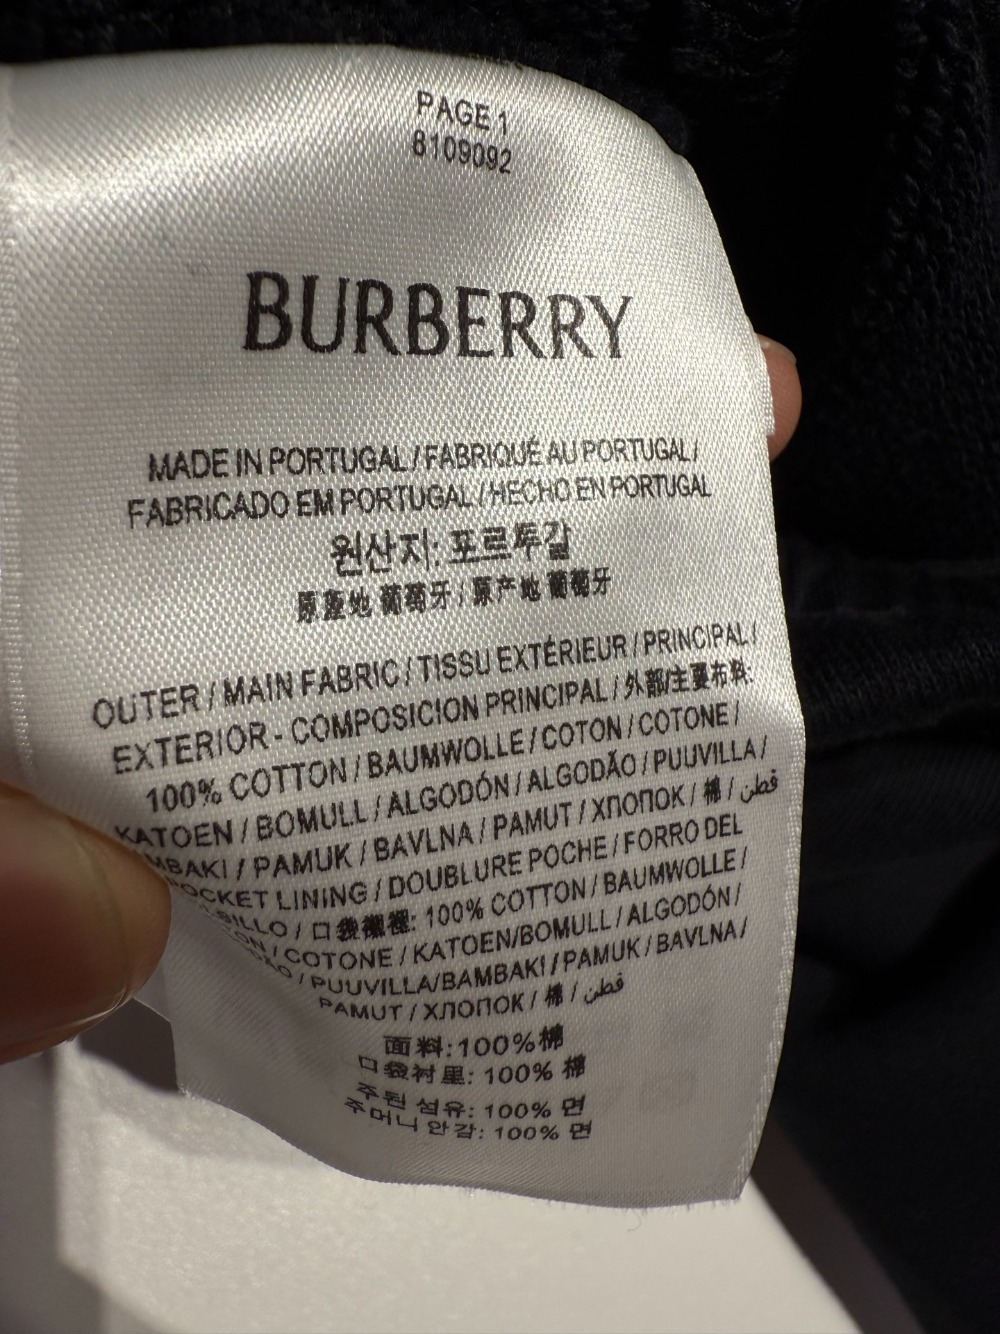 PAGE 1
8109092
BURBERRY
MADE IN PORTUGAL / FABRIQUÉ AU PORTUGAL /
FABRICADO EM PORTUGAL / HECHO EN PORTUGAL
원산지: 포르투갈
原產地 葡萄牙 / 原产地 葡萄牙
OUTER / MAIN FABRIC / TISSU EXTÉRIEUR / PRINCIPAL /
EXTERIOR - COMPOSICION PRINCIPAL / 外部/主要布料:
100% COTTON / BAUMWOLLE / COTON / COTONE /
KATOEN / BOMULL / ALGODÓN / ALGODÃO / PUUVILLA /
MBAKI / PAMUK / BAVLNA / PAMUT / ХЛОПОК / 棉 / قطن
OCKET LINING / DOUBLURE POCHE / FORRO DEL
SILLO / 口袋襯裡: 100% COTTON / BAUMWOLLE /
TON / COTONE / KATOEN/BOMULL / ALGODÓN /
ÃO / PUUVILLA/BAMBAKI / PAMUK / BAVLNA /
PAMUT / ХЛОПОК / 棉 / قطن
面料:100%棉
口袋衬里: 100% 棉
주된 섬유: 100% 면
주머니 안감: 100% 면